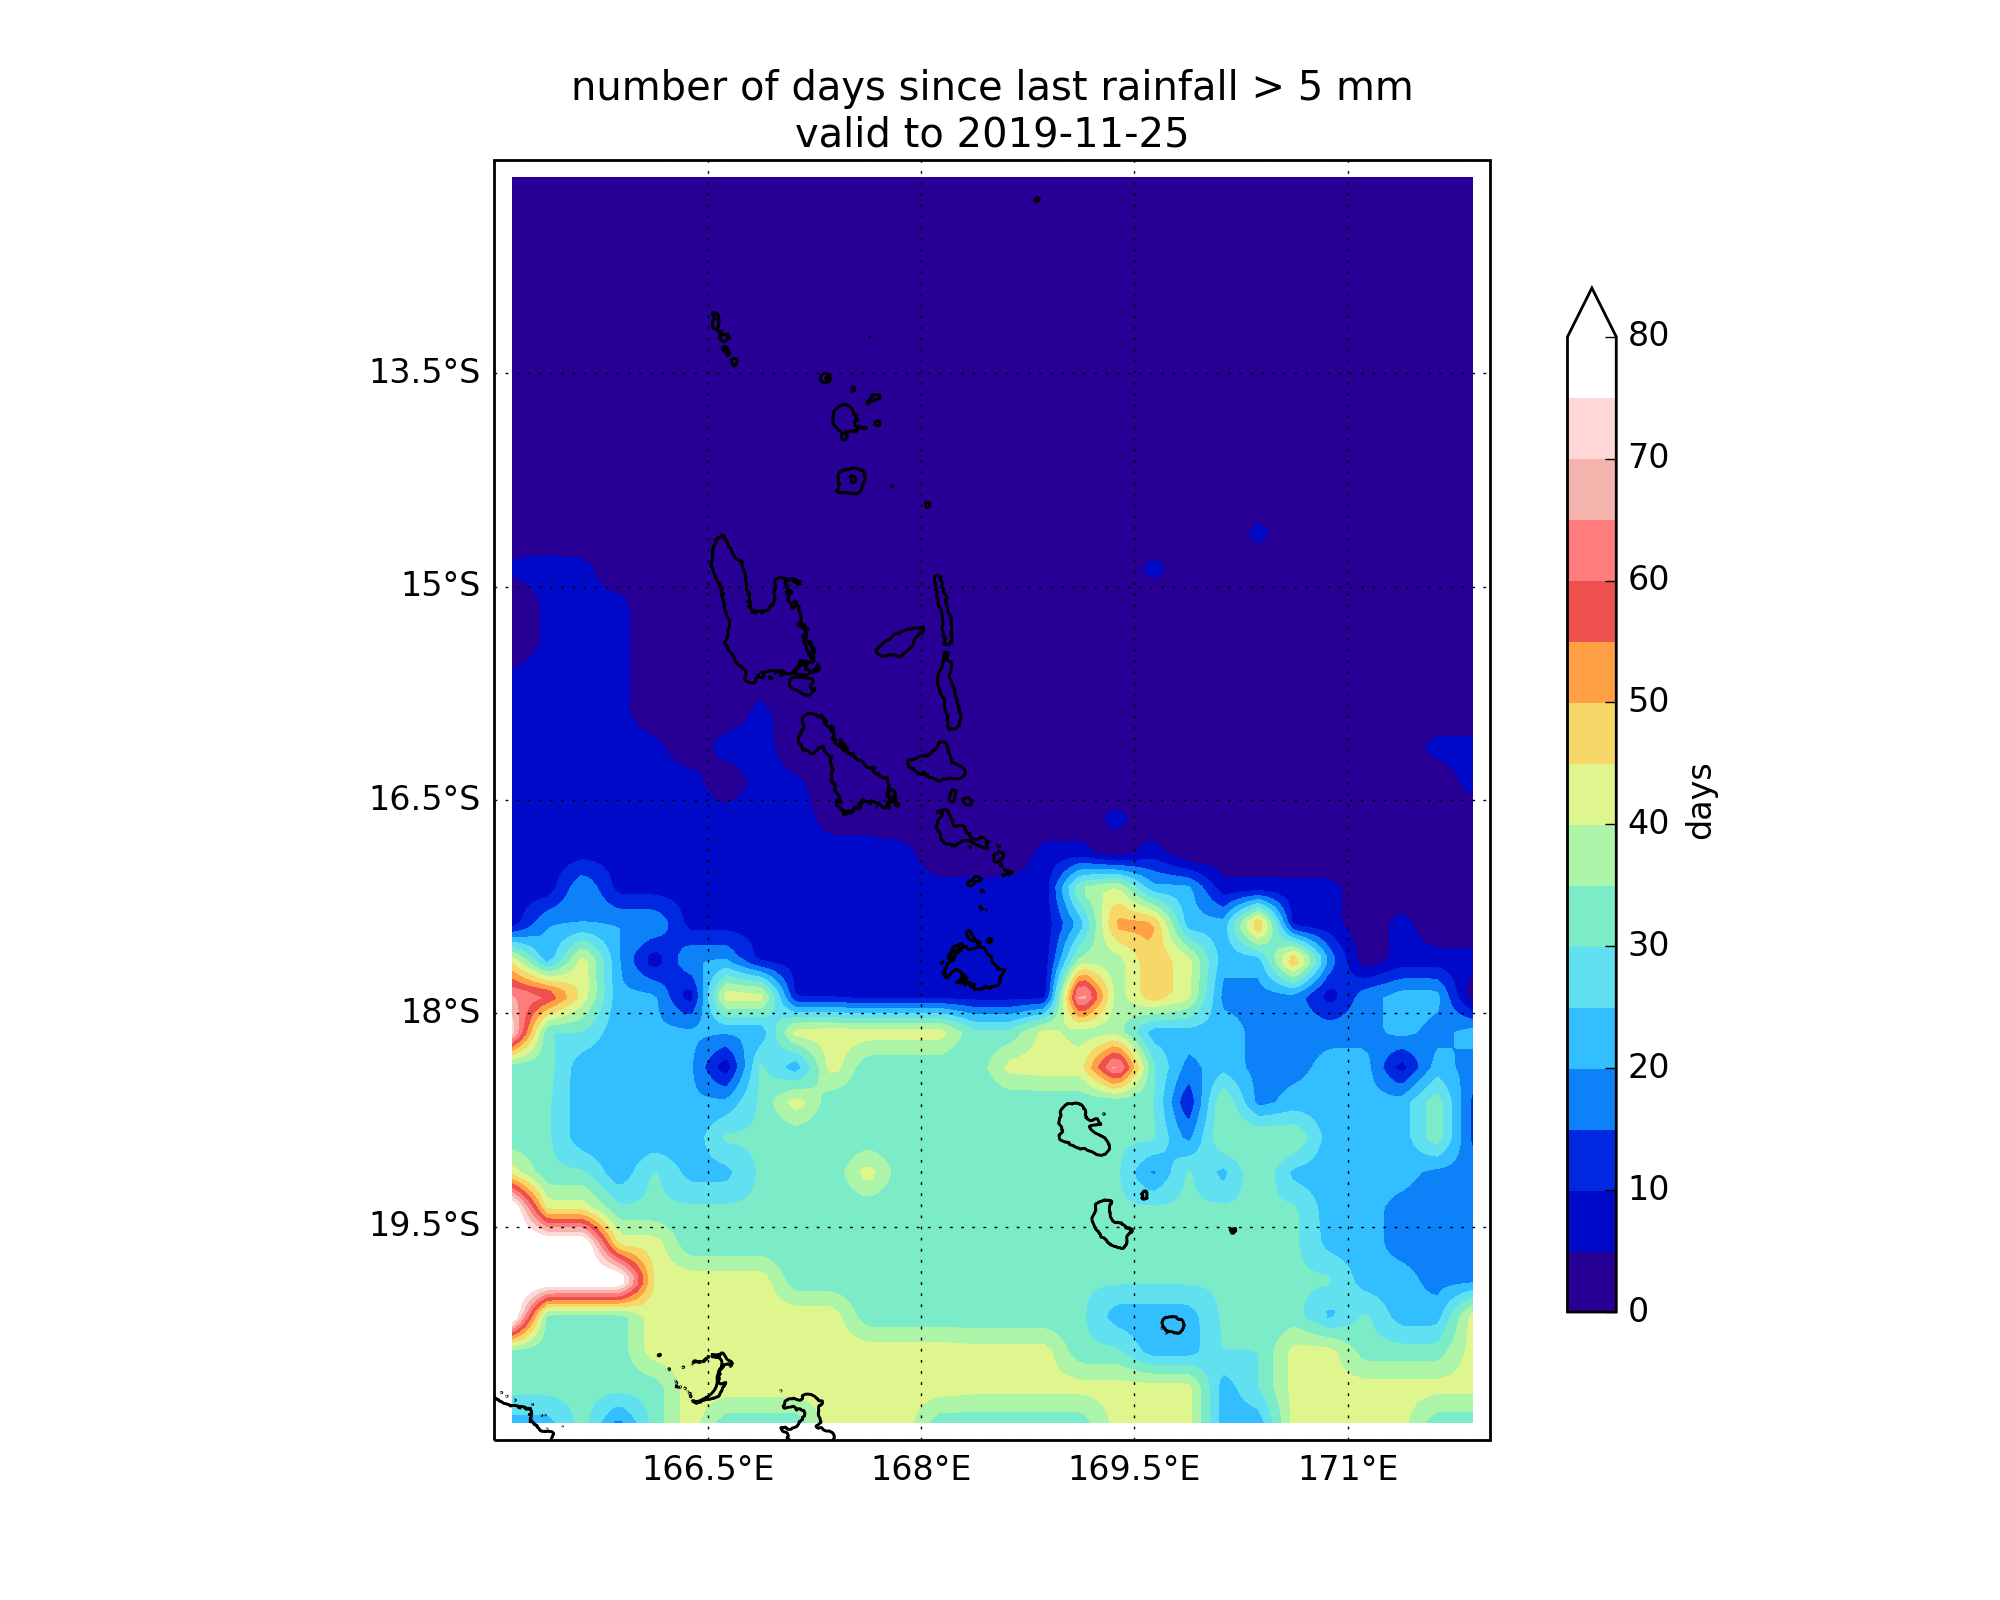 number of days since last rainfall > 5 mm
valid to 2019-11-25
13.5°S
15°S
16.5°S
18°S
19.5°S
166.5°E
168°E
169.5°E
171°E
80
70
60
50
40
30
20
10
0
days